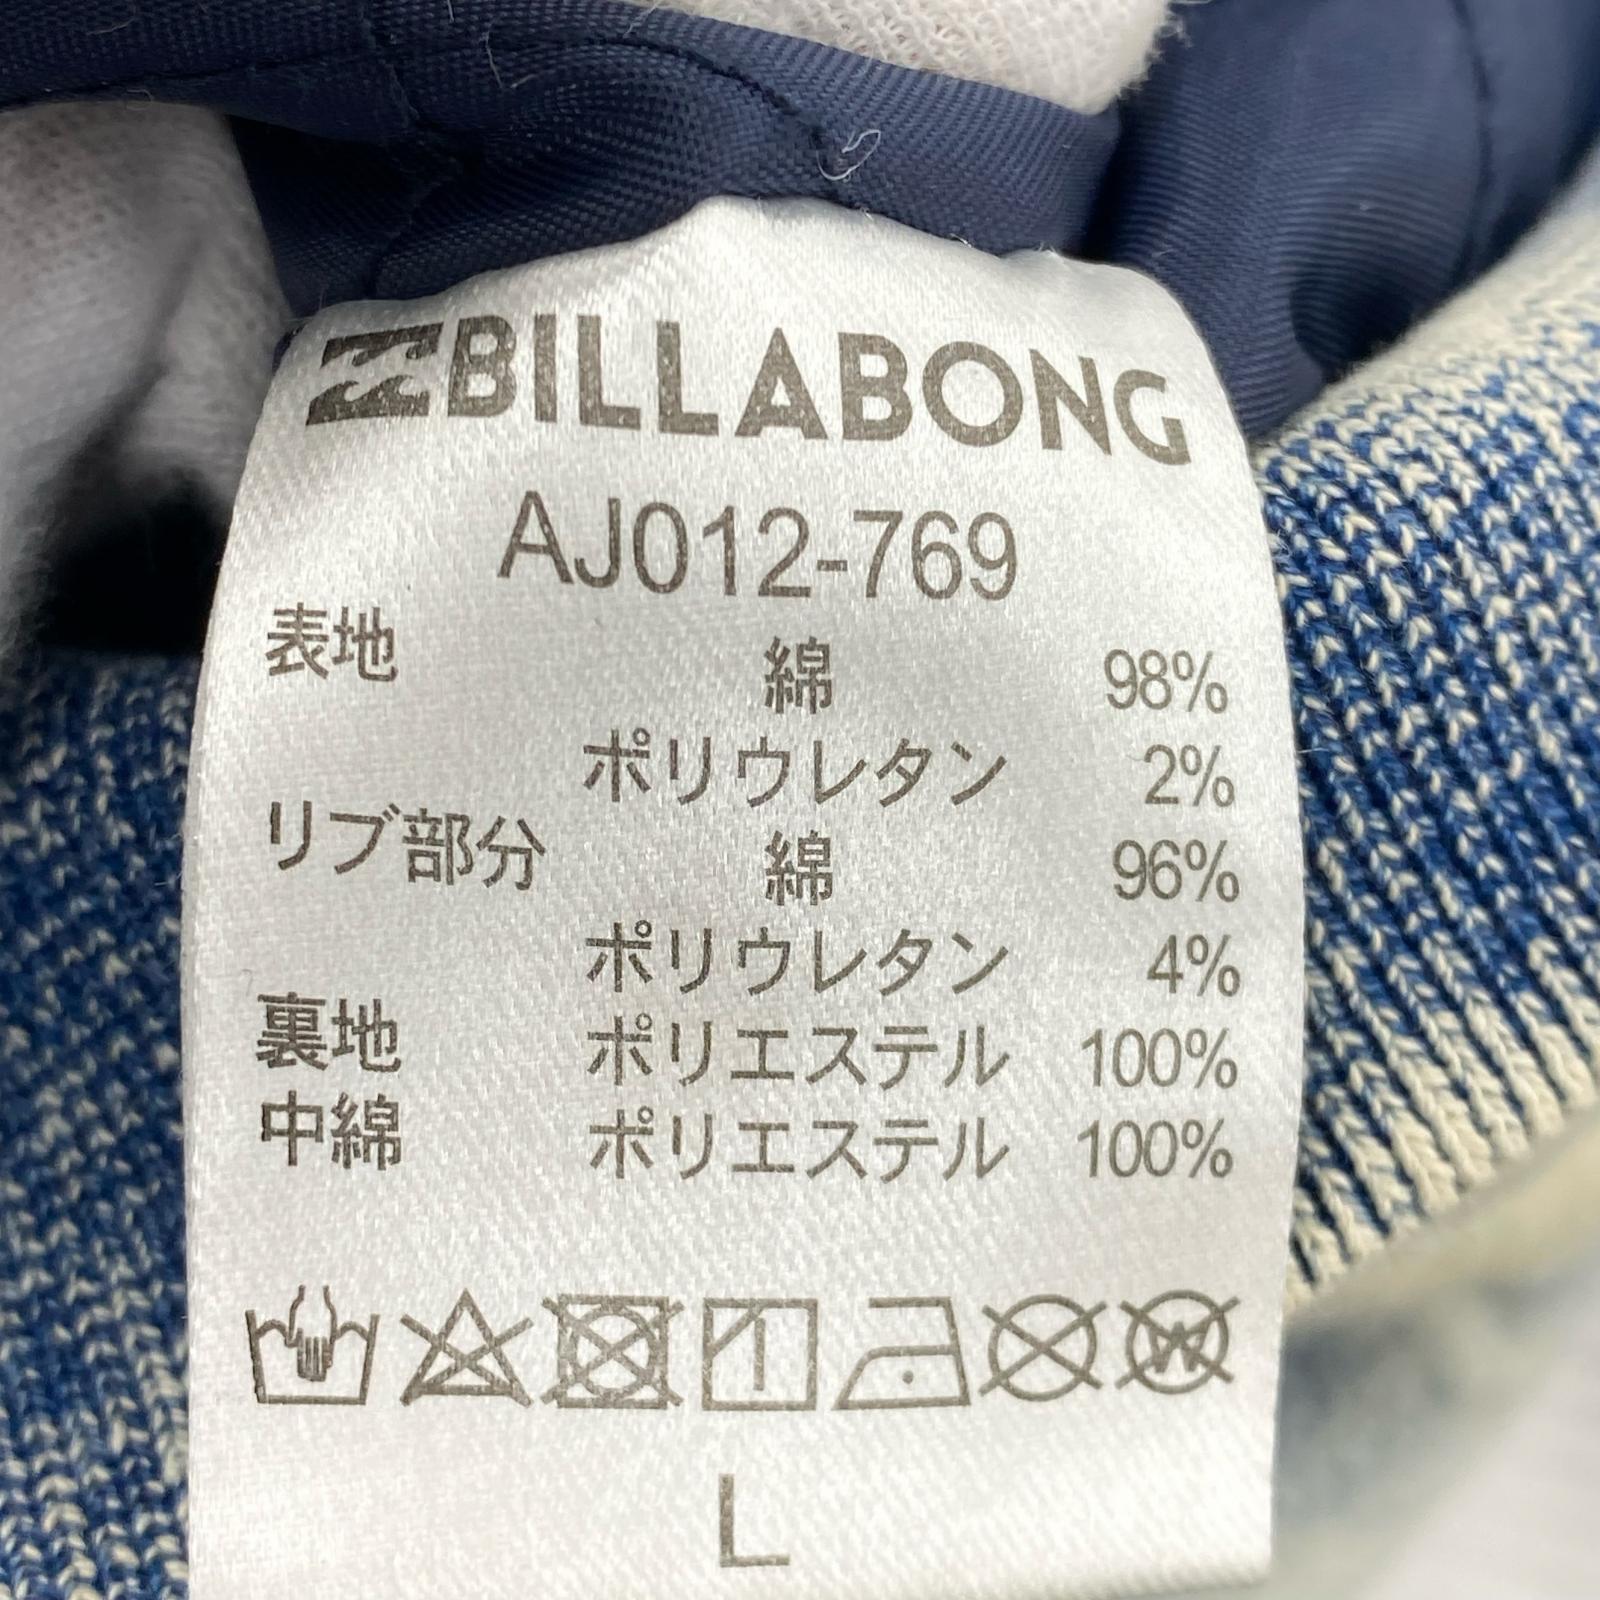 BILLABONG
AJ012-769
表地 綿 98%
ポリウレタン 2%
リブ部分 綿 96%
ポリウレタン 4%
裏地 ポリエステル 100%
中綿 ポリエステル 100%
W
L